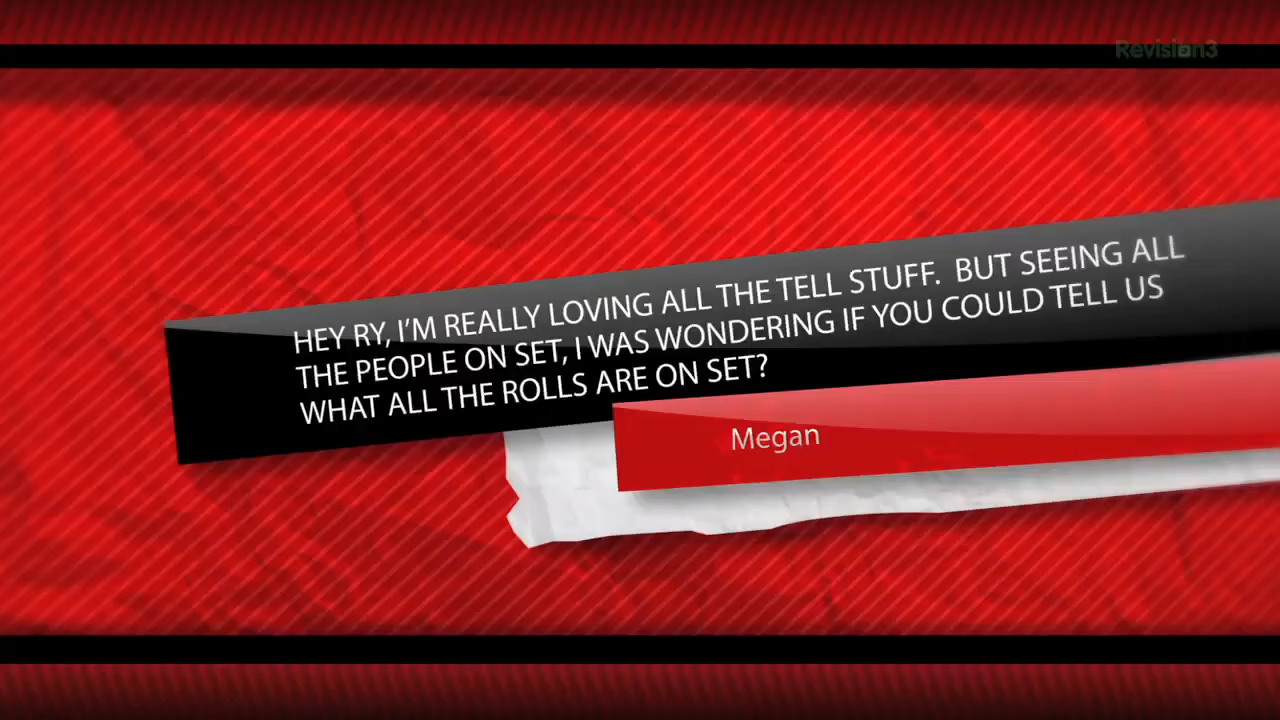 Revision3
HEY RY, I'M REALLY LOVING ALL THE TELL STUFF.  BUT SEEING ALL
THE PEOPLE ON SET, I WAS WONDERING IF YOU COULD TELL US
WHAT ALL THE ROLLS ARE ON SET?
Megan